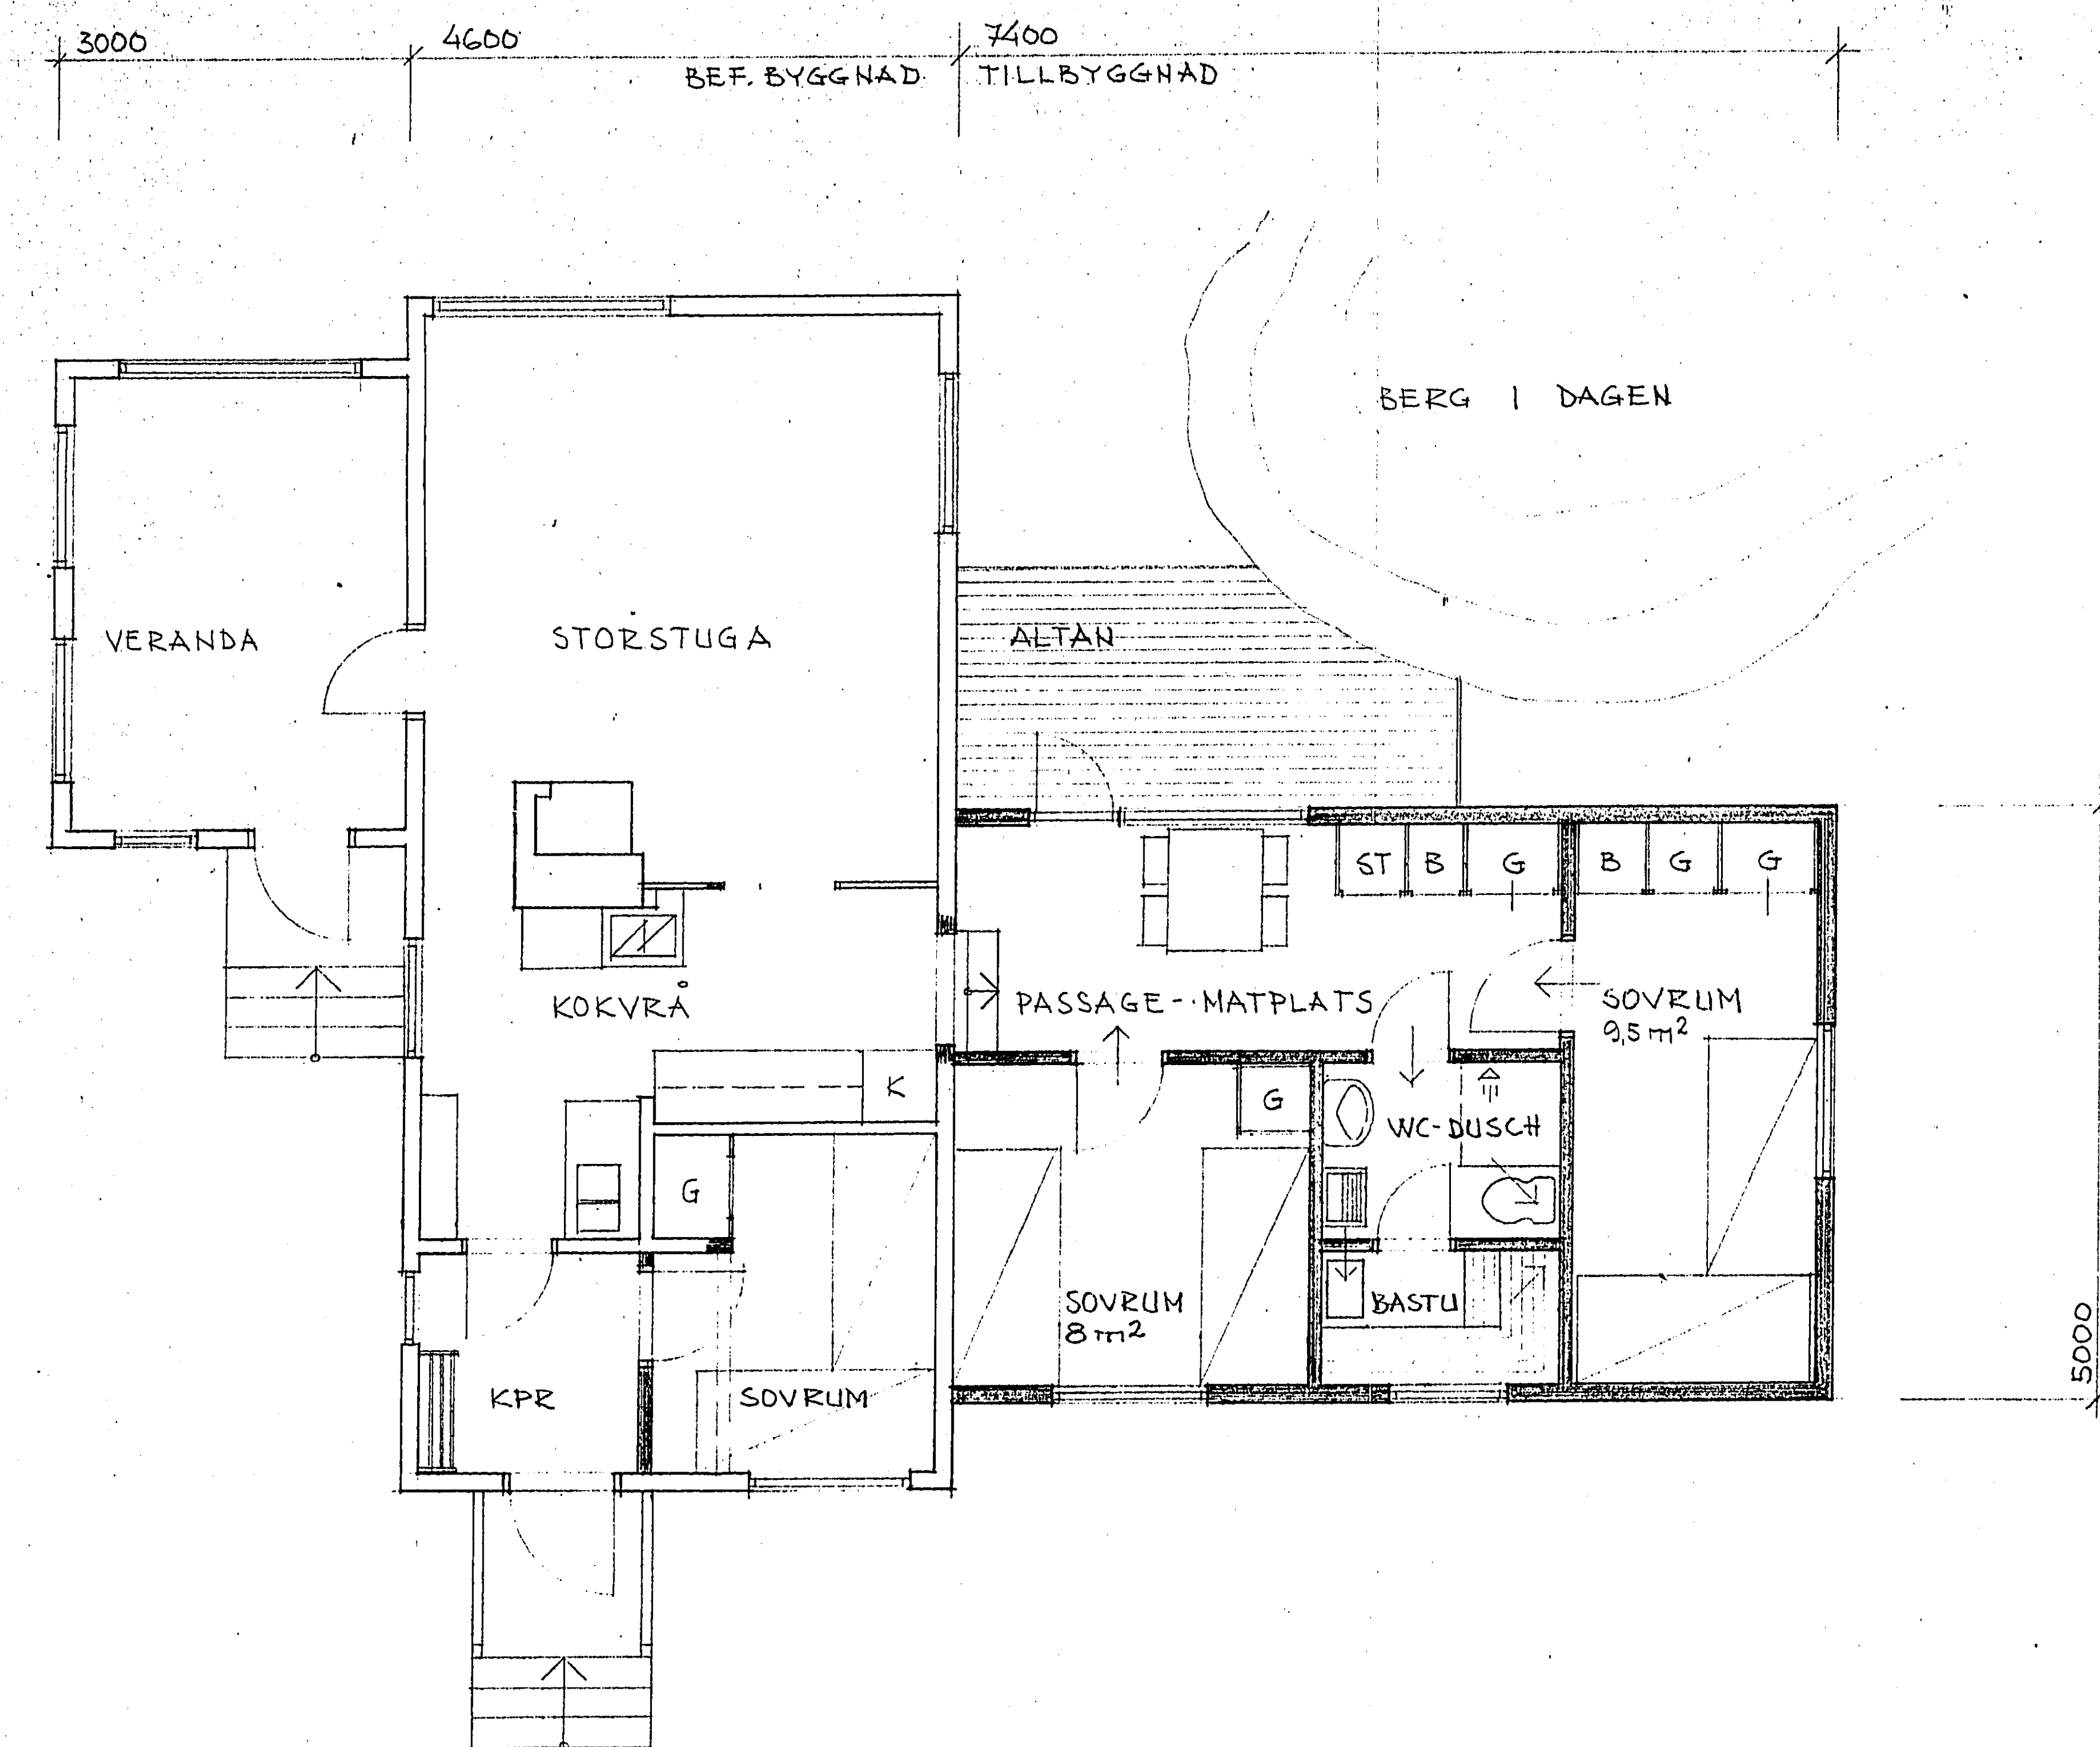 3000
4600
7400
BEF. BYGGNAD
TILLBYGGNAD
BERG I DAGEN
VERANDA
STORSTUGA
ALTAN
ST
B
G
B
G
G
KOKVRÅ
PASSAGE-MATPLATS
SOVRUM
9,5 m²
K
G
WC-DUSCH
G
SOVRUM
8 m²
BASTU
KPR
SOVRUM
5000